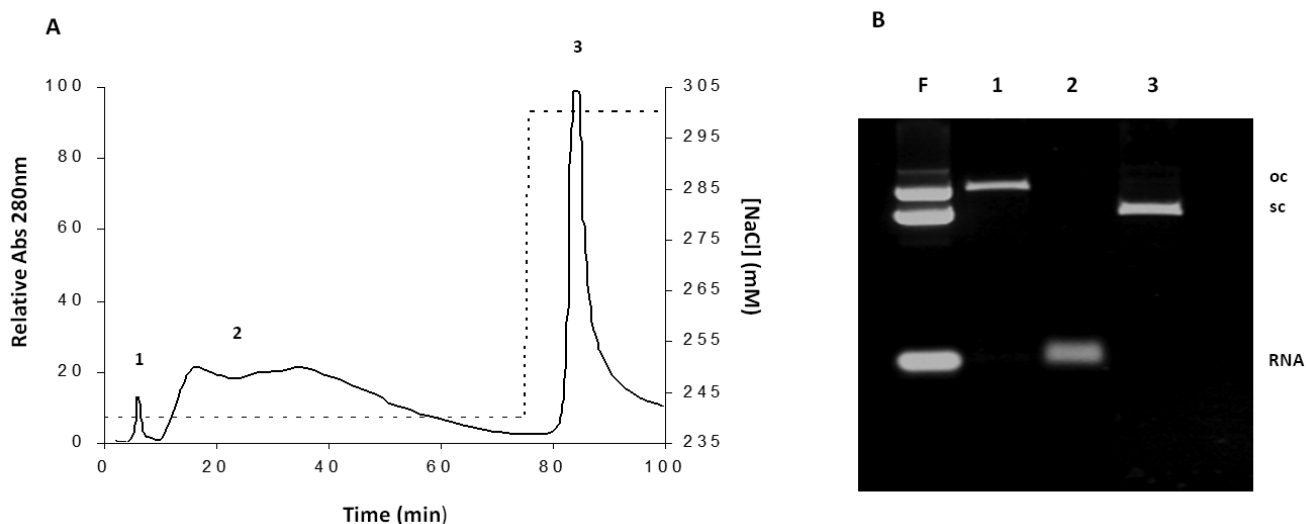 A
3
100
80
60
40
20
0
Relative Abs 280nm
1
2
305
295
285
275
265
255
245
235
[NaCl] (mM)
0 20 40 60 80 100
Time (min)
B
F 1 2 3
oc
sc
RNA